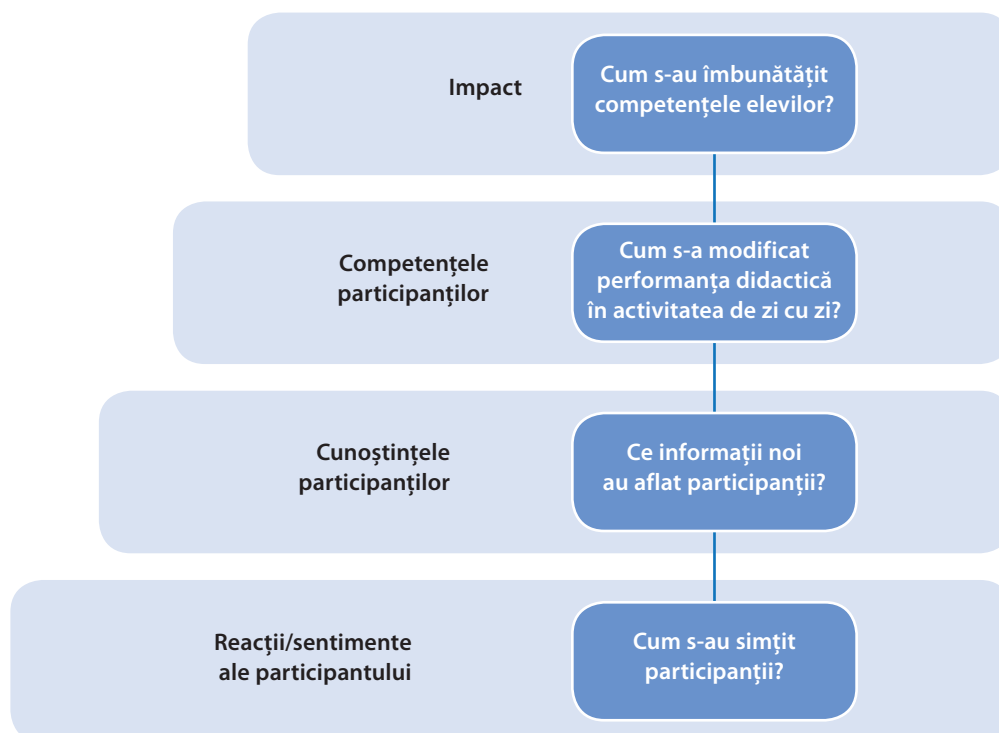 Impact
Cum s-au îmbunătățit
competențele elevilor?
Competențele
participanților
Cum s-a modificat
performanța didactică
în activitatea de zi cu zi?
Cunoștințele
participanților
Ce informații noi
au aflat participanții?
Reacții/sentimente
ale participantului
Cum s-au simțit
participanții?